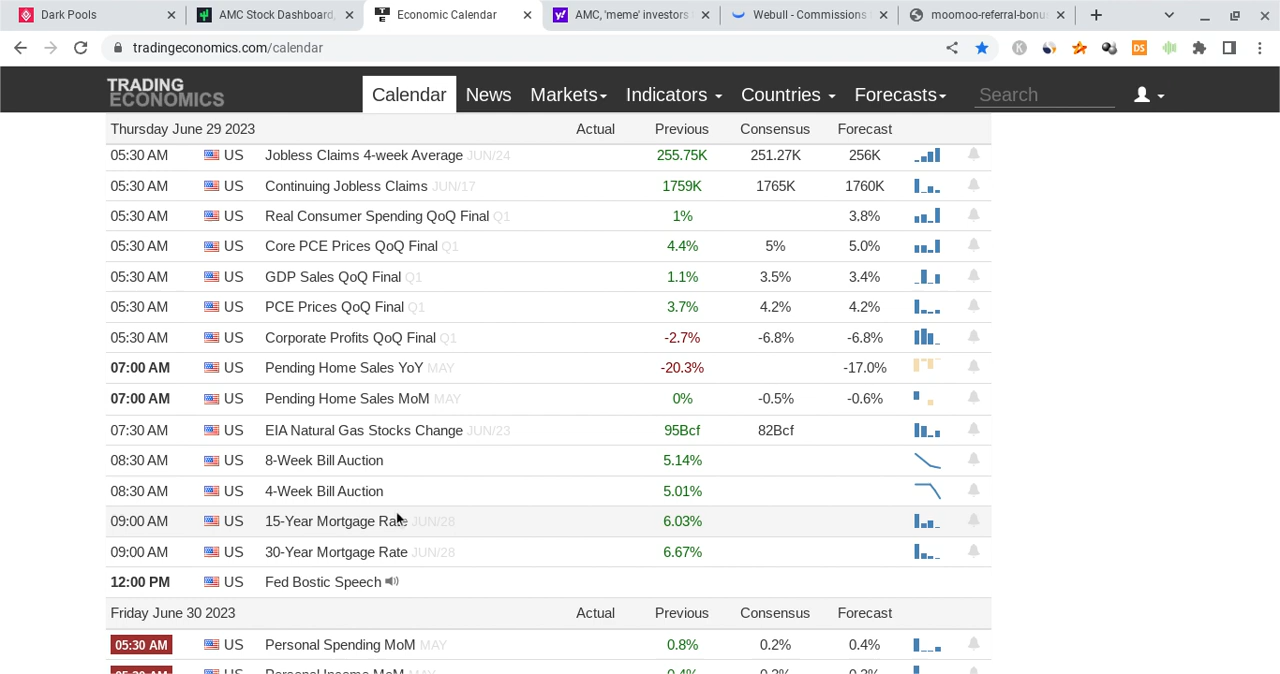 Dark Pools
AMC Stock Dashboard,
Economic Calendar
AMC, 'meme' investors
Webull - Commissions
moomoo-referral-bonu
tradingeconomics.com/calendar
K
DS
TRADING
ECONOMICS
Calendar News Markets Indicators Countries Forecasts Search
Thursday June 29 2023 Actual Previous Consensus Forecast
05:30 AM US Jobless Claims 4-week Average JUN/24 255.75K 251.27K 256K
05:30 AM US Continuing Jobless Claims JUN/17 1759K 1765K 1760K
05:30 AM US Real Consumer Spending QoQ Final Q1 1% 3.8%
05:30 AM US Core PCE Prices QoQ Final Q1 4.4% 5% 5.0%
05:30 AM US GDP Sales QoQ Final Q1 1.1% 3.5% 3.4%
05:30 AM US PCE Prices QoQ Final Q1 3.7% 4.2% 4.2%
05:30 AM US Corporate Profits QoQ Final Q1 -2.7% -6.8% -6.8%
07:00 AM US Pending Home Sales YoY MAY -20.3% -17.0%
07:00 AM US Pending Home Sales MoM MAY 0% -0.5% -0.6%
07:30 AM US EIA Natural Gas Stocks Change JUN/23 95Bcf 82Bcf
08:30 AM US 8-Week Bill Auction 5.14%
08:30 AM US 4-Week Bill Auction 5.01%
09:00 AM US 15-Year Mortgage Rate JUN/28 6.03%
09:00 AM US 30-Year Mortgage Rate JUN/28 6.67%
12:00 PM US Fed Bostic Speech
Friday June 30 2023 Actual Previous Consensus Forecast
05:30 AM US Personal Spending MoM MAY 0.8% 0.2% 0.4%